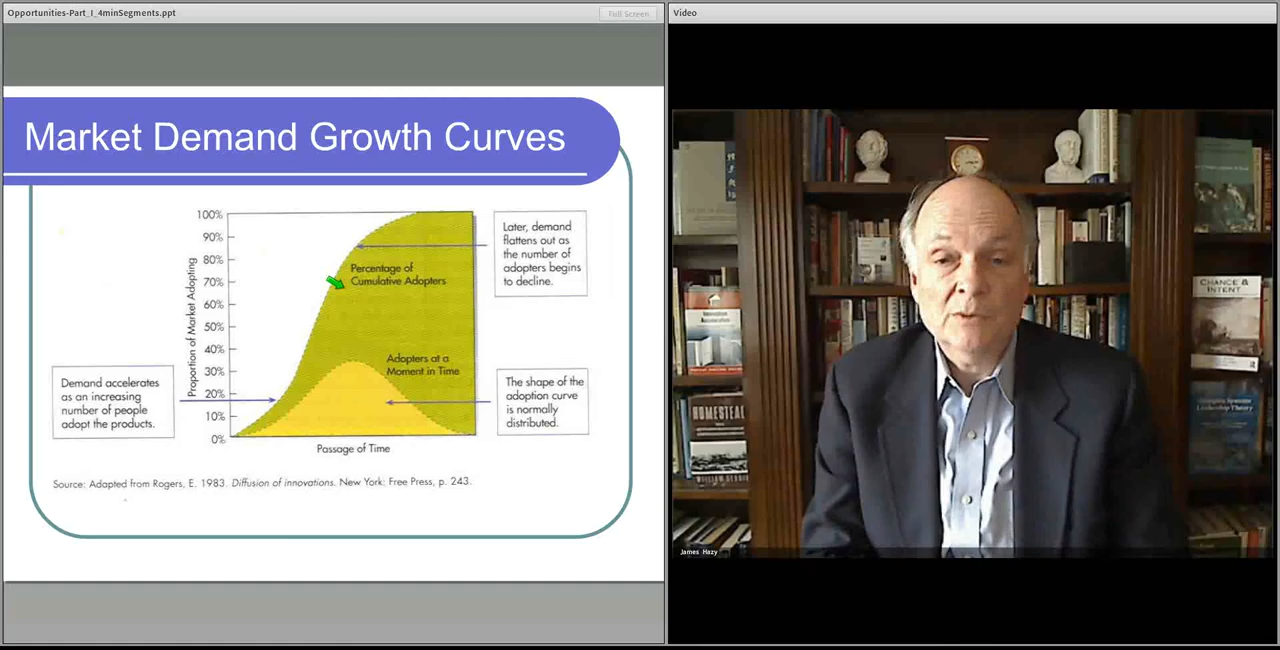 Opportunities-Part_I_4minSegments.ppt
Full Screen
Market Demand Growth Curves
Proportion of Market Adopting
100%
90%
80%
70%
60%
50%
40%
30%
20%
10%
0%
Percentage of
Cumulative Adopters
Adopters at a
Moment in Time
Passage of Time
Later, demand
flattens out as
the number of
adopters begins
to decline.
Demand accelerates
as an increasing
number of people
adopt the products.
The shape of the
adoption curve
is normally
distributed.
Source: Adapted from Rogers, E. 1983. Diffusion of innovations. New York: Free Press, p. 243.
Video
CHANCE &
INTENT
HOMESTEAD
Leadership Theory
James Hazy